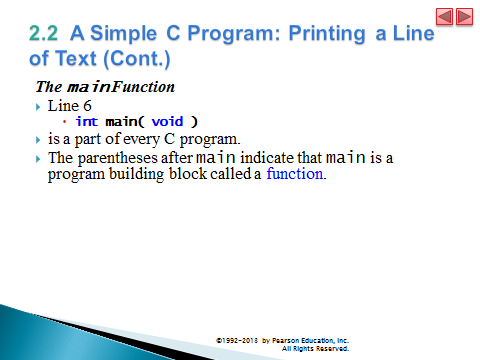 2.2 A Simple C Program: Printing a Line
of Text (Cont.)
The main Function
Line 6
int main( void )
is a part of every C program.
The parentheses after main indicate that main is a
program building block called a function.
©1992-2013 by Pearson Education, Inc.
All Rights Reserved.